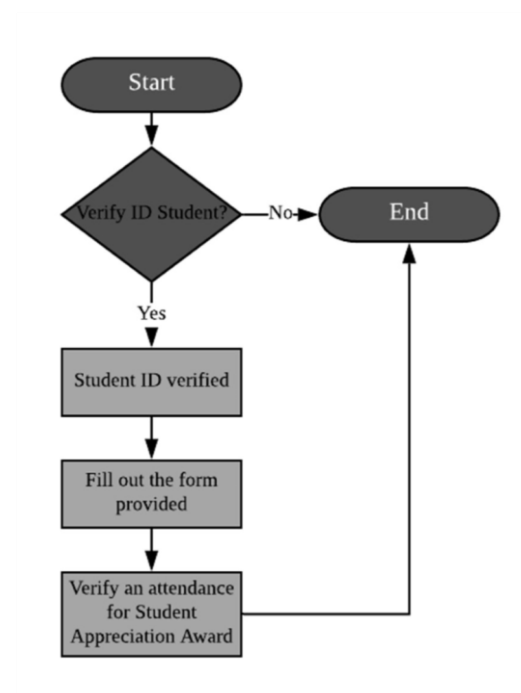 Start
Verify ID Student?
No
End
Yes
Student ID verified
Fill out the form
provided
Verify an attendance
for Student
Appreciation Award